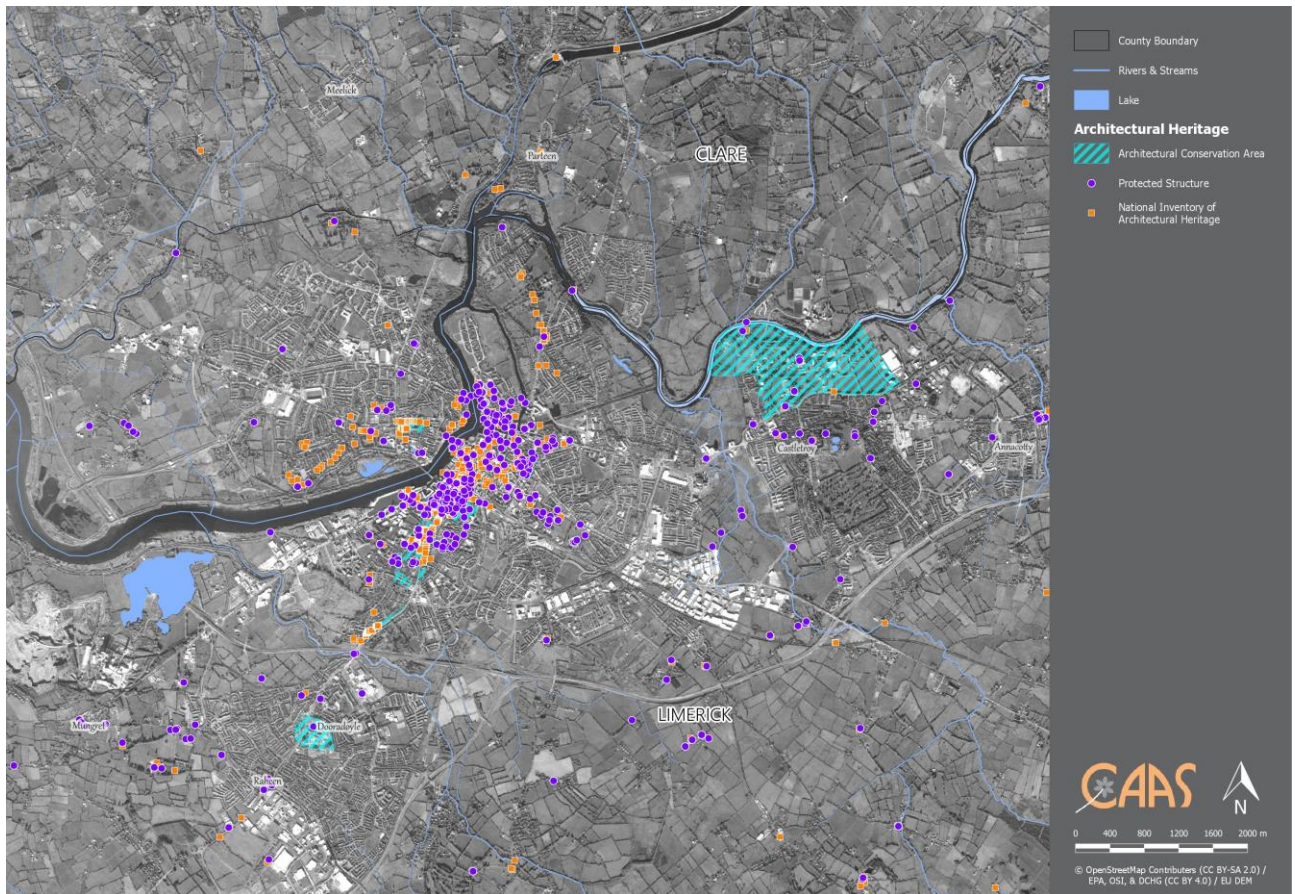 Meelick
Parteen
CLARE
Castletroy
Annacotty
LIMERICK
Mungret
Dooradoyle
Raheen
County Boundary
Rivers & Streams
Lake
Architectural Heritage
Architectural Conservation Area
Protected Structure
National Inventory of
Architectural Heritage
CAAS
N
0 400 800 1200 1600 2000 m
© OpenStreetMap Contributors (CC BY-SA 2.0) /
EPA, OSI, & DCHG (CC BY 4.0) / EU DEM